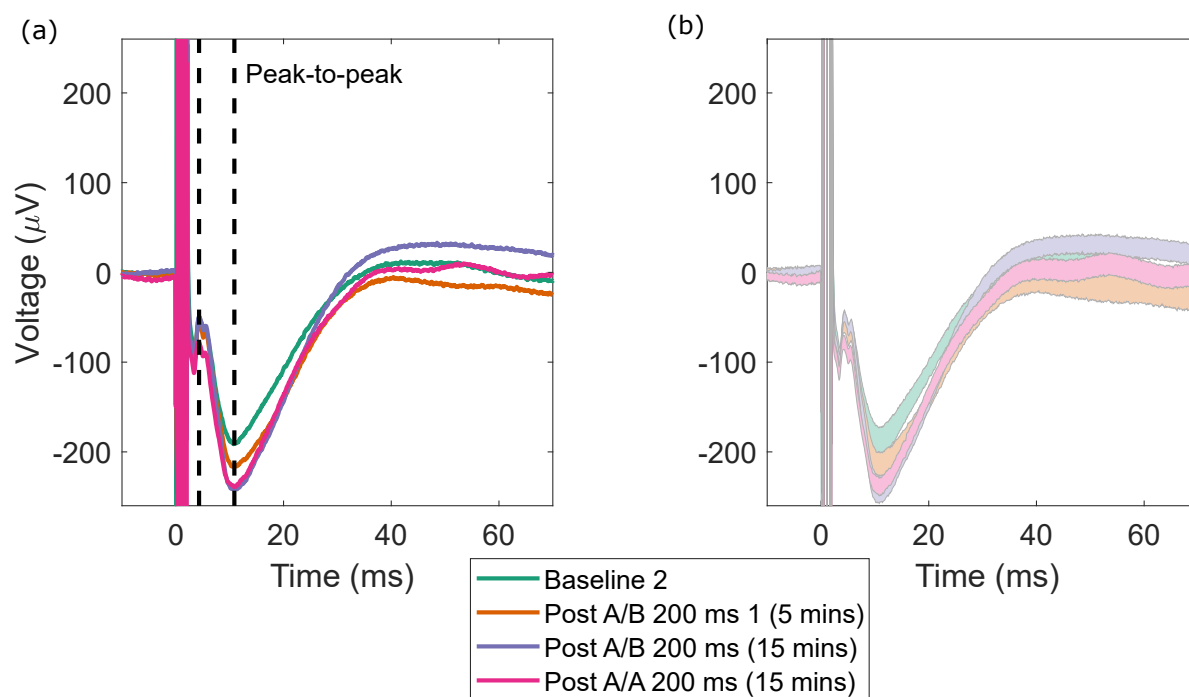 (a)
(b)
Peak-to-peak
200
100
0
-100
-200
Voltage (μV)
0
20
40
60
Time (ms)
200
100
0
-100
-200
0
20
40
60
Time (ms)
Baseline 2
Post A/B 200 ms 1 (5 mins)
Post A/B 200 ms (15 mins)
Post A/A 200 ms (15 mins)